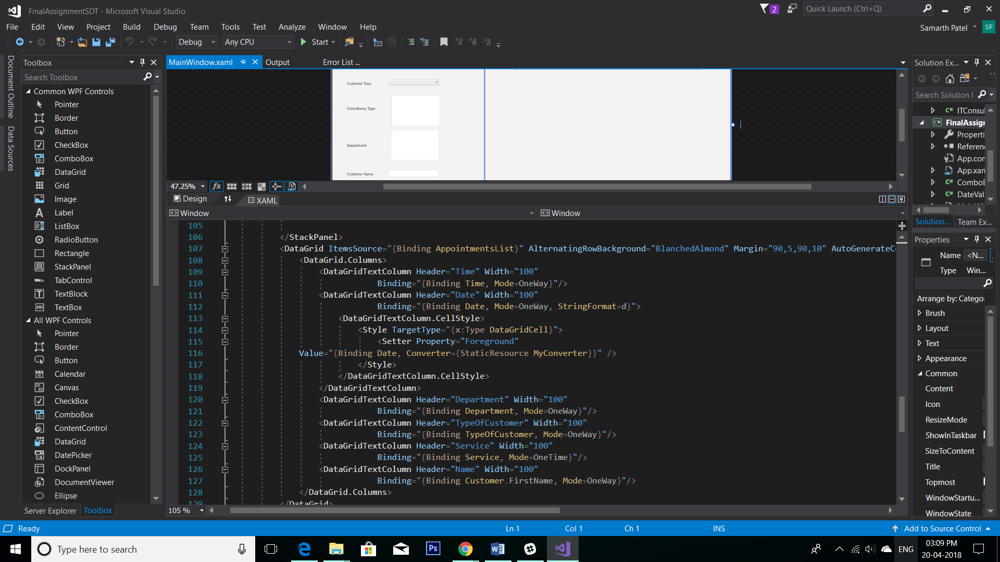 FinalAssignmentSDT - Microsoft Visual Studio
2
Quick Launch (Ctrl+Q)
File Edit View Project Build Debug Team Tools Test Analyze Window Help
Samarth Patel SP
Debug Any CPU Start
Document Outline
Data Sources
Toolbox
Search Toolbox
Common WPF Controls
Pointer
Border
Button
CheckBox
ComboBox
DataGrid
Grid
Image
Label
ListBox
RadioButton
Rectangle
StackPanel
TabControl
TextBlock
TextBox
All WPF Controls
Pointer
Border
Button
Calendar
Canvas
CheckBox
ComboBox
ContentControl
DataGrid
DatePicker
DockPanel
DocumentViewer
Ellipse
Server Explorer Toolbox
MainWindow.xaml Output Error List ...
Customer Type
Consultancy Type
Department
Customer Name
47.25%
Design XAML
Window Window
105
106 </StackPanel>
107 <DataGrid ItemsSource="{Binding AppointmentsList}" AlternatingRowBackground="BlanchedAlmond" Margin="90,5,90,10" AutoGenerateC
108 <DataGrid.Columns>
109 <DataGridTextColumn Header="Time" Width="100"
110 Binding="{Binding Time, Mode=OneWay}"/>
111 <DataGridTextColumn Header="Date" Width="100"
112 Binding="{Binding Date, Mode=OneWay, StringFormat=d}">
113 <DataGridTextColumn.CellStyle>
114 <Style TargetType="{x:Type DataGridCell}">
115 <Setter Property="Foreground"
116 Value="{Binding Date, Converter={StaticResource MyConverter}}" />
117 </Style>
118 </DataGridTextColumn.CellStyle>
119 </DataGridTextColumn>
120 <DataGridTextColumn Header="Department" Width="100"
121 Binding="{Binding Department, Mode=OneWay}"/>
122 <DataGridTextColumn Header="TypeOfCustomer" Width="100"
123 Binding="{Binding TypeOfCustomer, Mode=OneWay}"/>
124 <DataGridTextColumn Header="Service" Width="100"
125 Binding="{Binding Service, Mode=OneTime}"/>
126 <DataGridTextColumn Header="Name" Width="100"
127 Binding="{Binding Customer.FirstName, Mode=OneWay}"/>
128 </DataGrid.Columns>
129 </DataGrid>
105 %
Solution Ex...
Search Solution
C# ITConsul
C# FinalAssign
Properti
Referen
App.con
App.xam
C# ComboB
C# DateVal
Solution... Team Ex...
Properties
Name <N...
Type Win...
Arrange by: Catego
Brush
Layout
Text
Appearance
Common
Content
Icon
ResizeMode
ShowInTaskbar
SizeToContent
Title
Topmost
WindowStartu...
WindowState
Ready Ln 1 Col 1 Ch 1 INS Add to Source Control
Type here to search
Ps
ENG
03:09 PM
20-04-2018